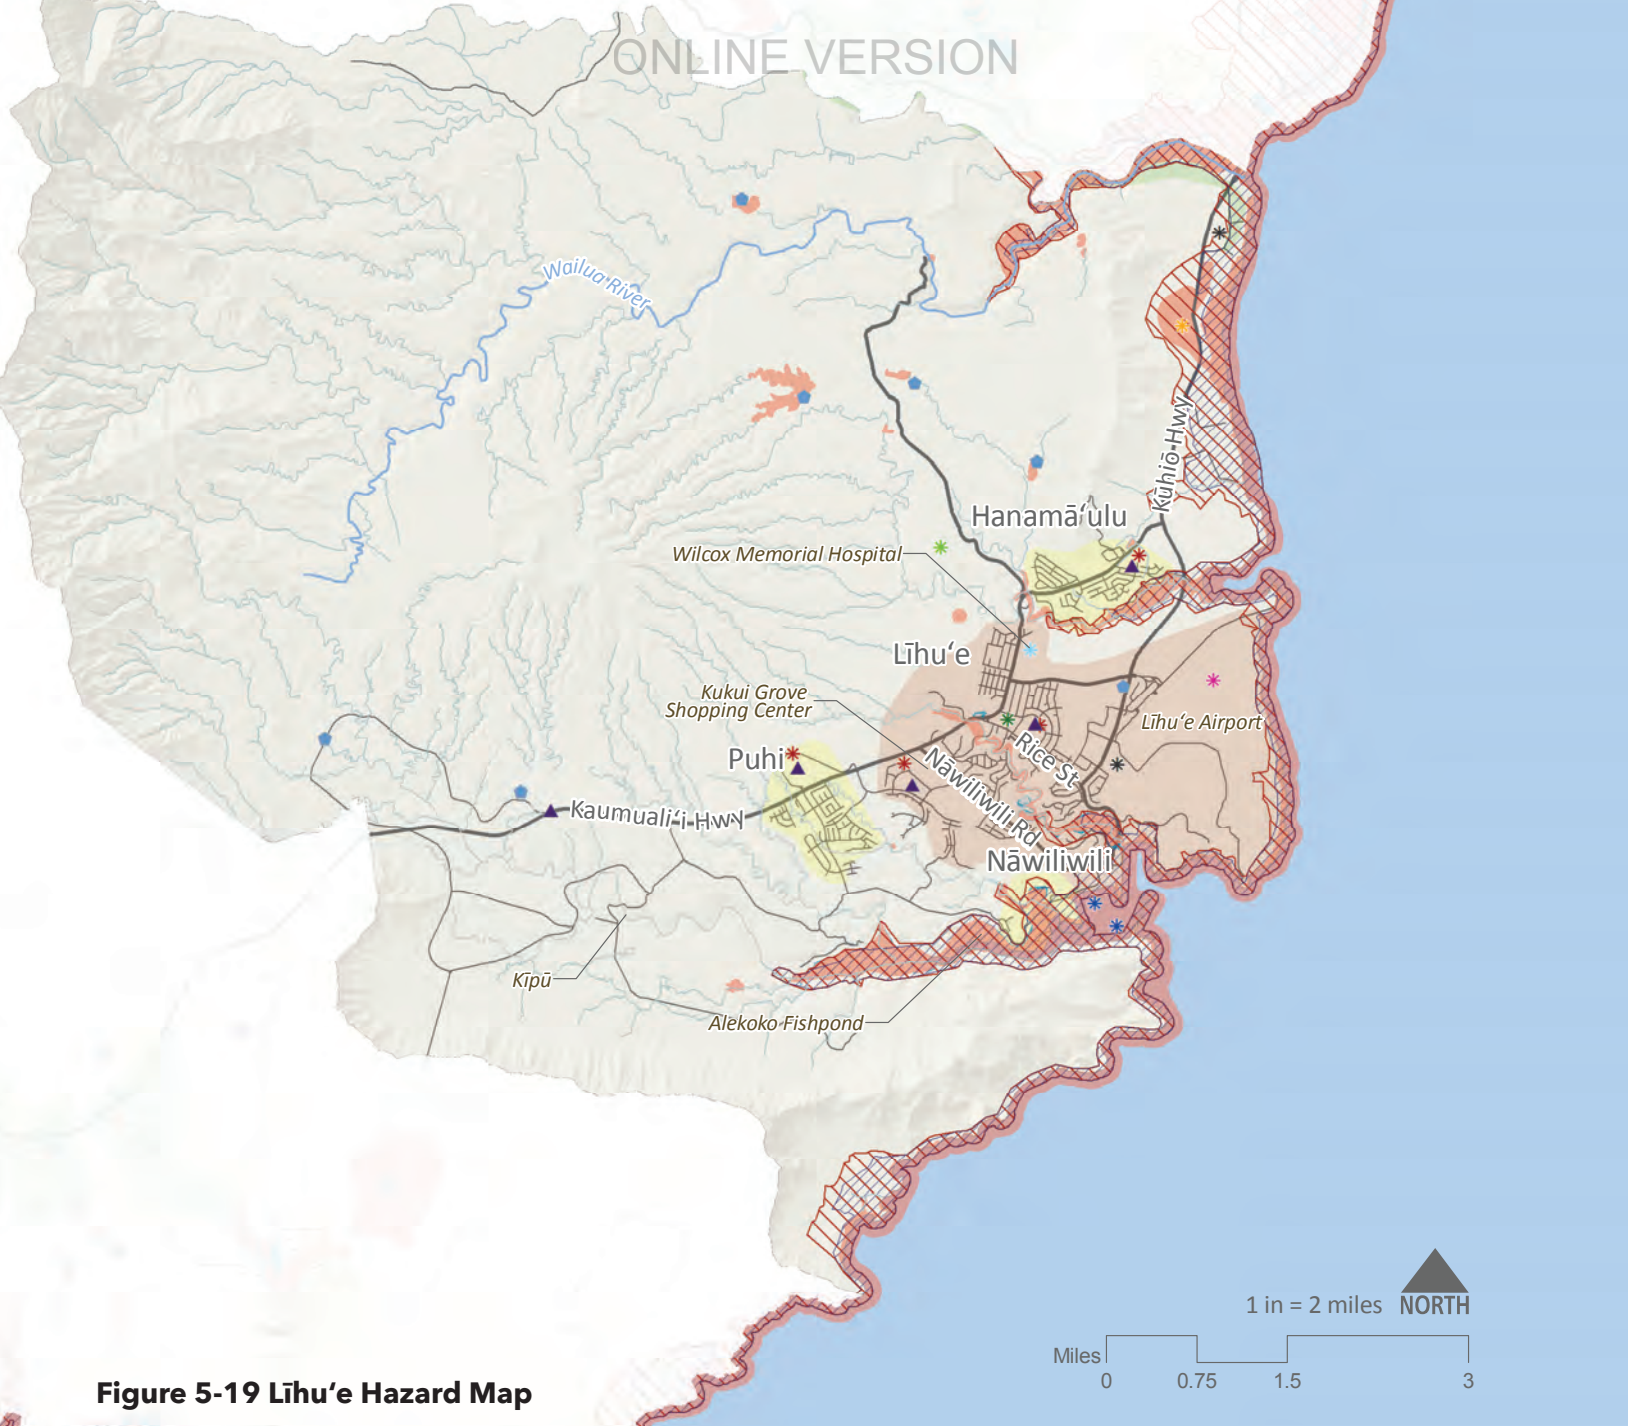 ONLINE VERSION
Wailua River
Kūhiō Hwy
Hanamāʻulu
Wilcox Memorial Hospital
Līhuʻe
Kukui Grove
Shopping Center
Līhuʻe Airport
Puhi
Rice St
Nāwiliwili Rd
Kaumualiʻi Hwy
Nāwiliwili
Kīpū
Alekoko Fishpond
1 in = 2 miles
NORTH
Miles
0 0.75 1.5 3
Figure 5-19 Līhuʻe Hazard Map